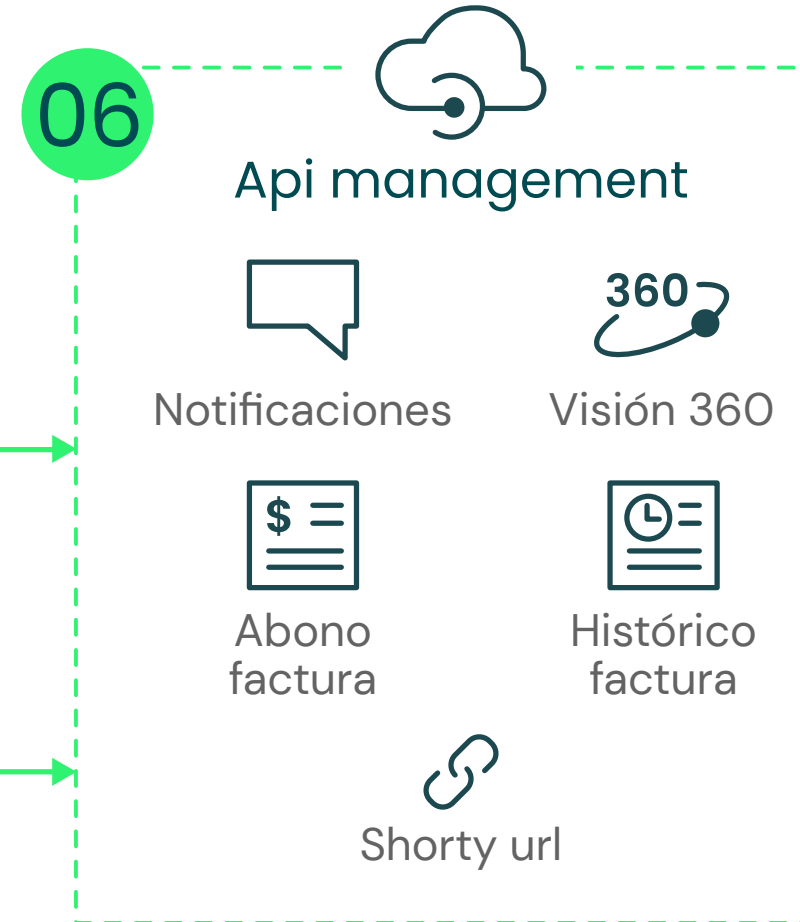 06
Api management
360
Notificaciones
Visión 360
$
Abono
factura
Histórico
factura
Shorty url